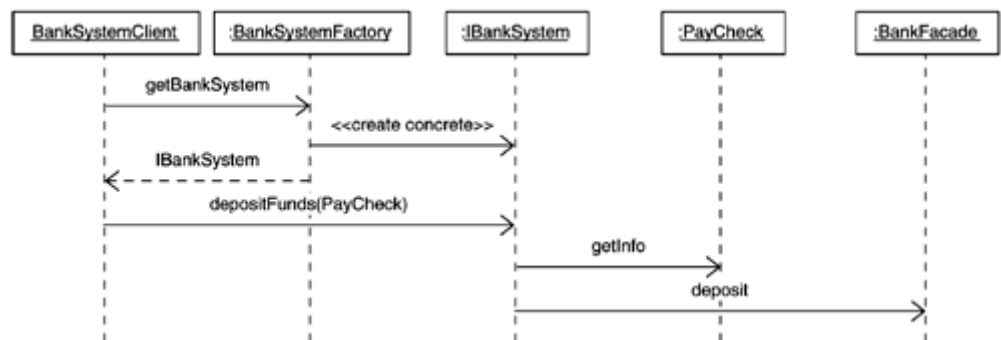 BankSystemClient
:BankSystemFactory
:IBankSystem
:PayCheck
:BankFacade
getBankSystem
<<create concrete>>
IBankSystem
depositFunds(PayCheck)
getInfo
deposit